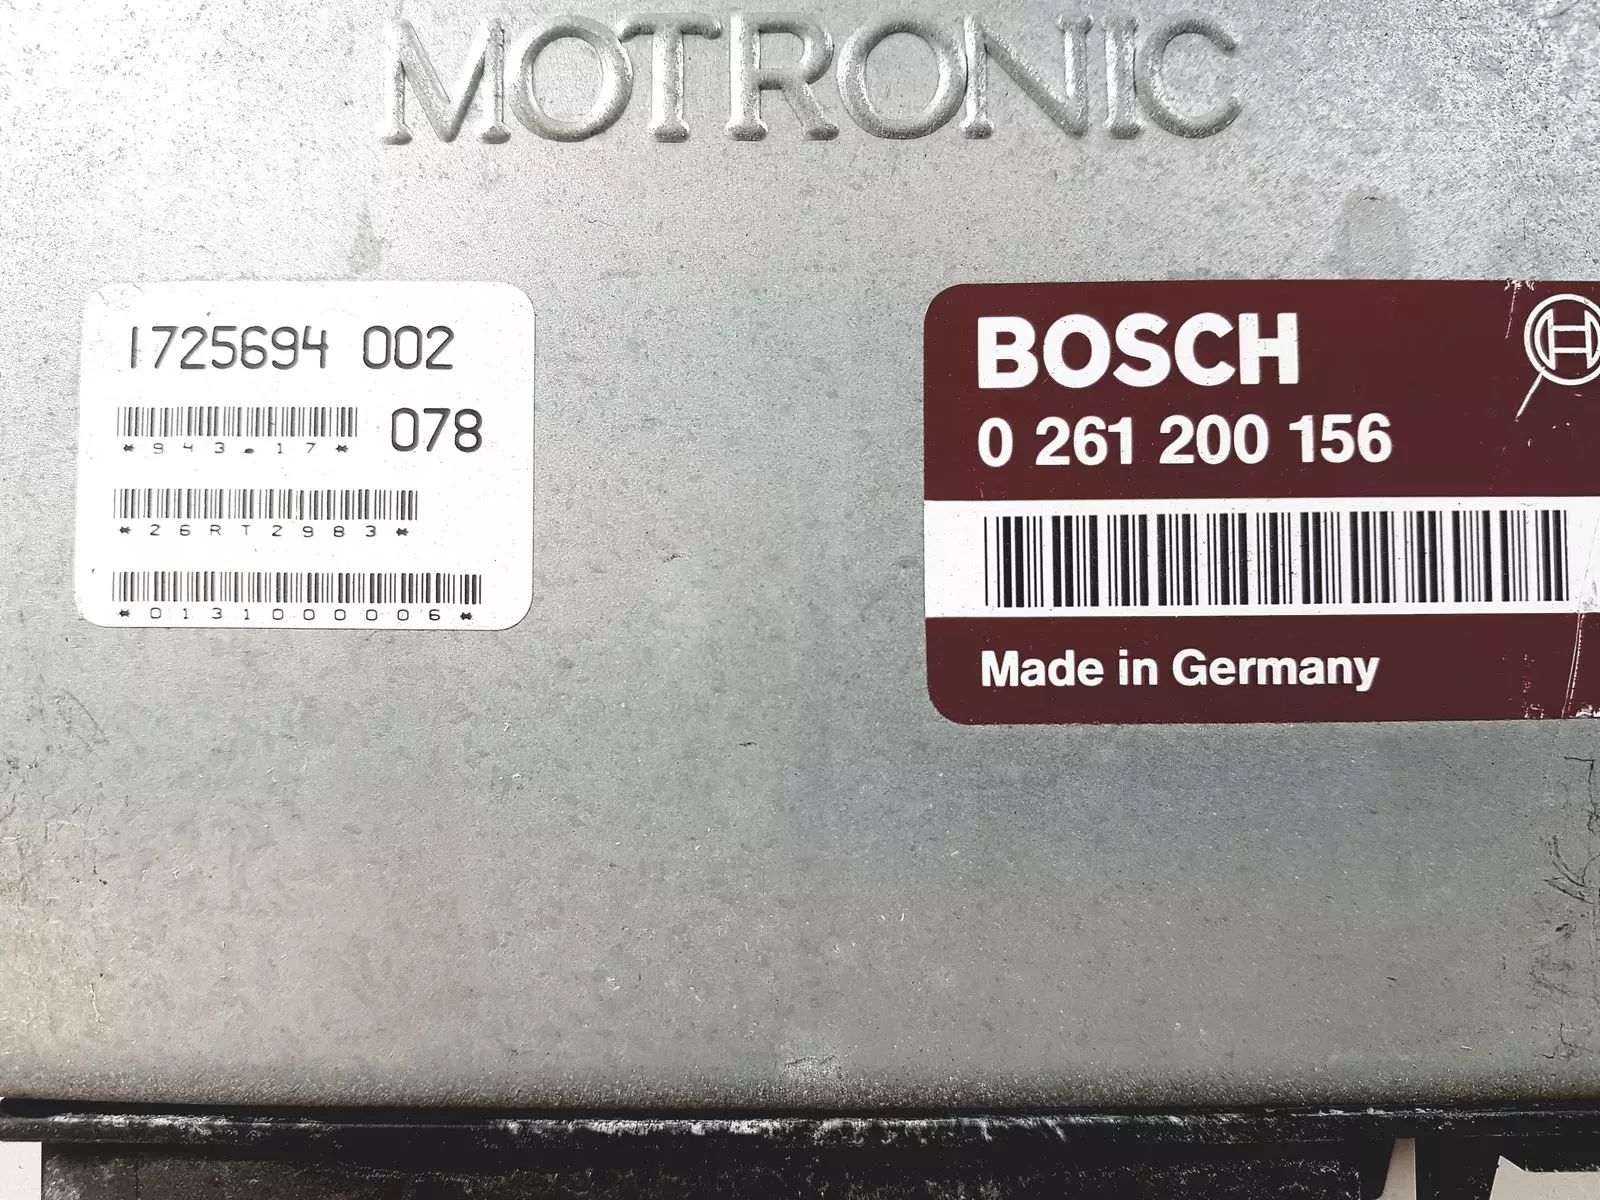 MOTRONIC
1725694 002
*943.17* 078
*26RT2983*
*0131000006*
BOSCH
0 261 200 156
Made in Germany